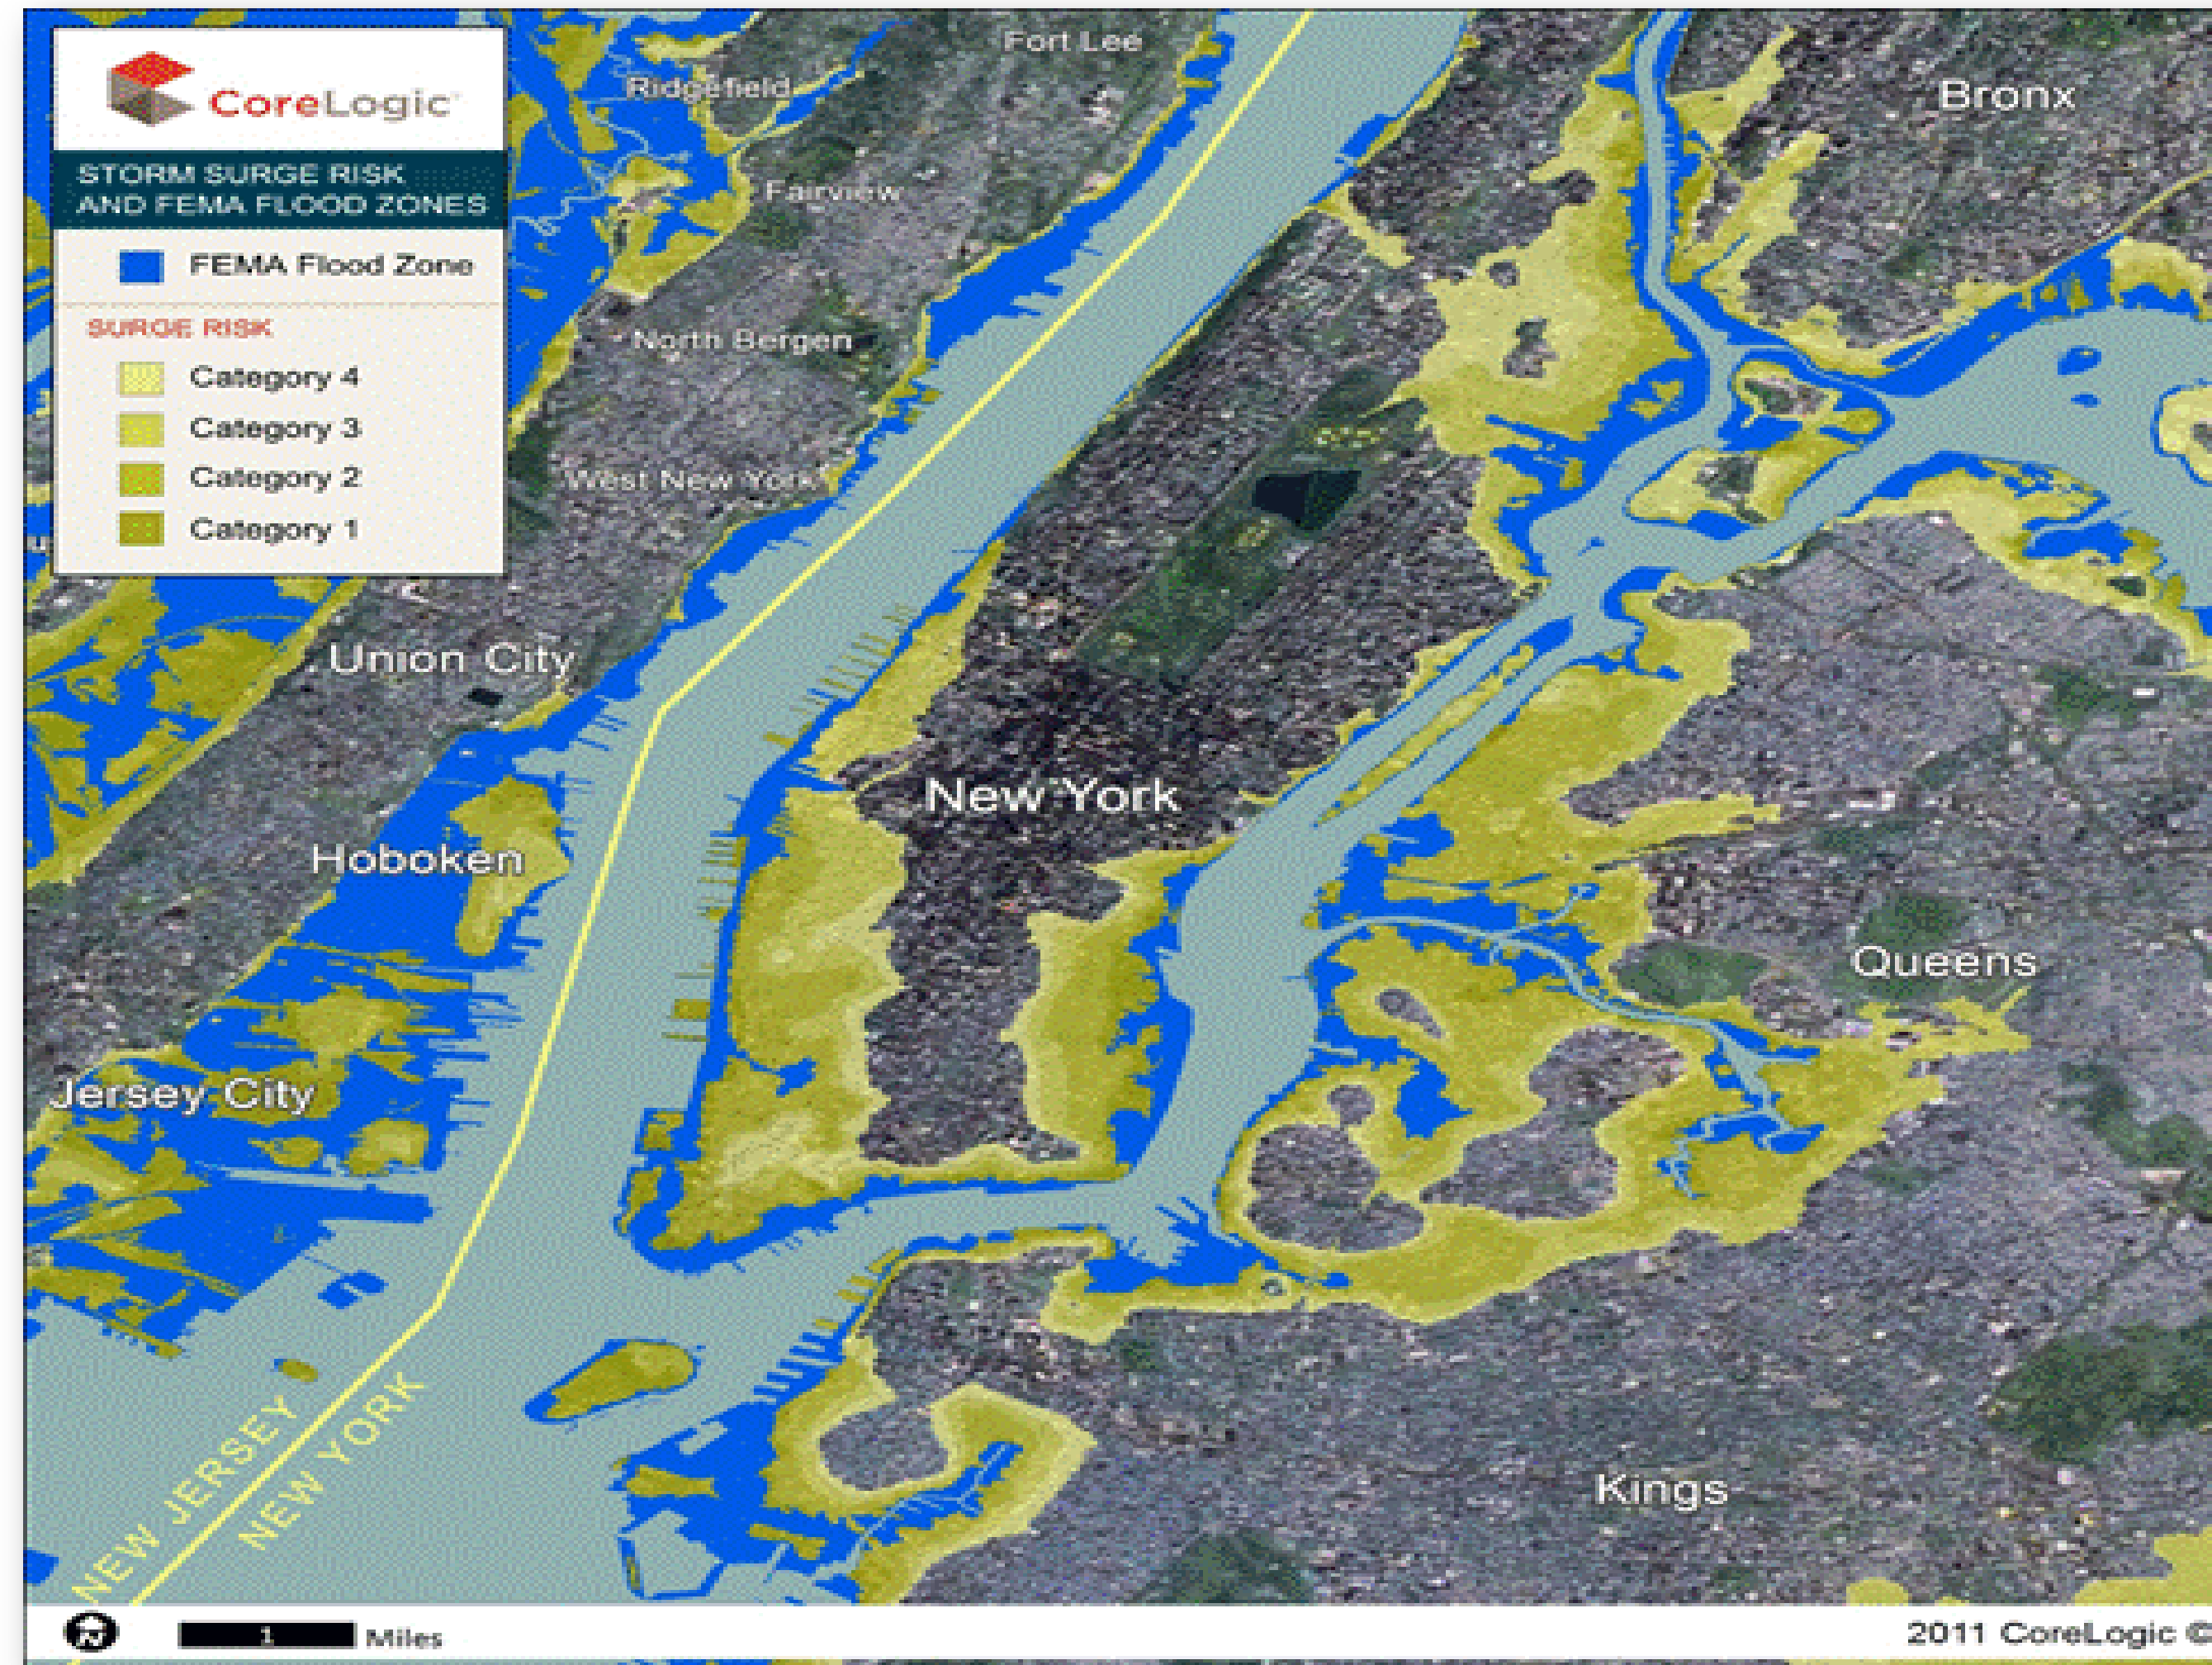 CoreLogic
STORM SURGE RISK
AND FEMA FLOOD ZONES
FEMA Flood Zone
SURGE RISK
Category 4
Category 3
Category 2
Category 1
Fort Lee
Ridgefield
Bronx
Fairview
North Bergen
West New York
Union City
New York
Hoboken
Queens
Jersey City
NEW JERSEY
NEW YORK
Kings
1 Miles
2011 CoreLogic ©